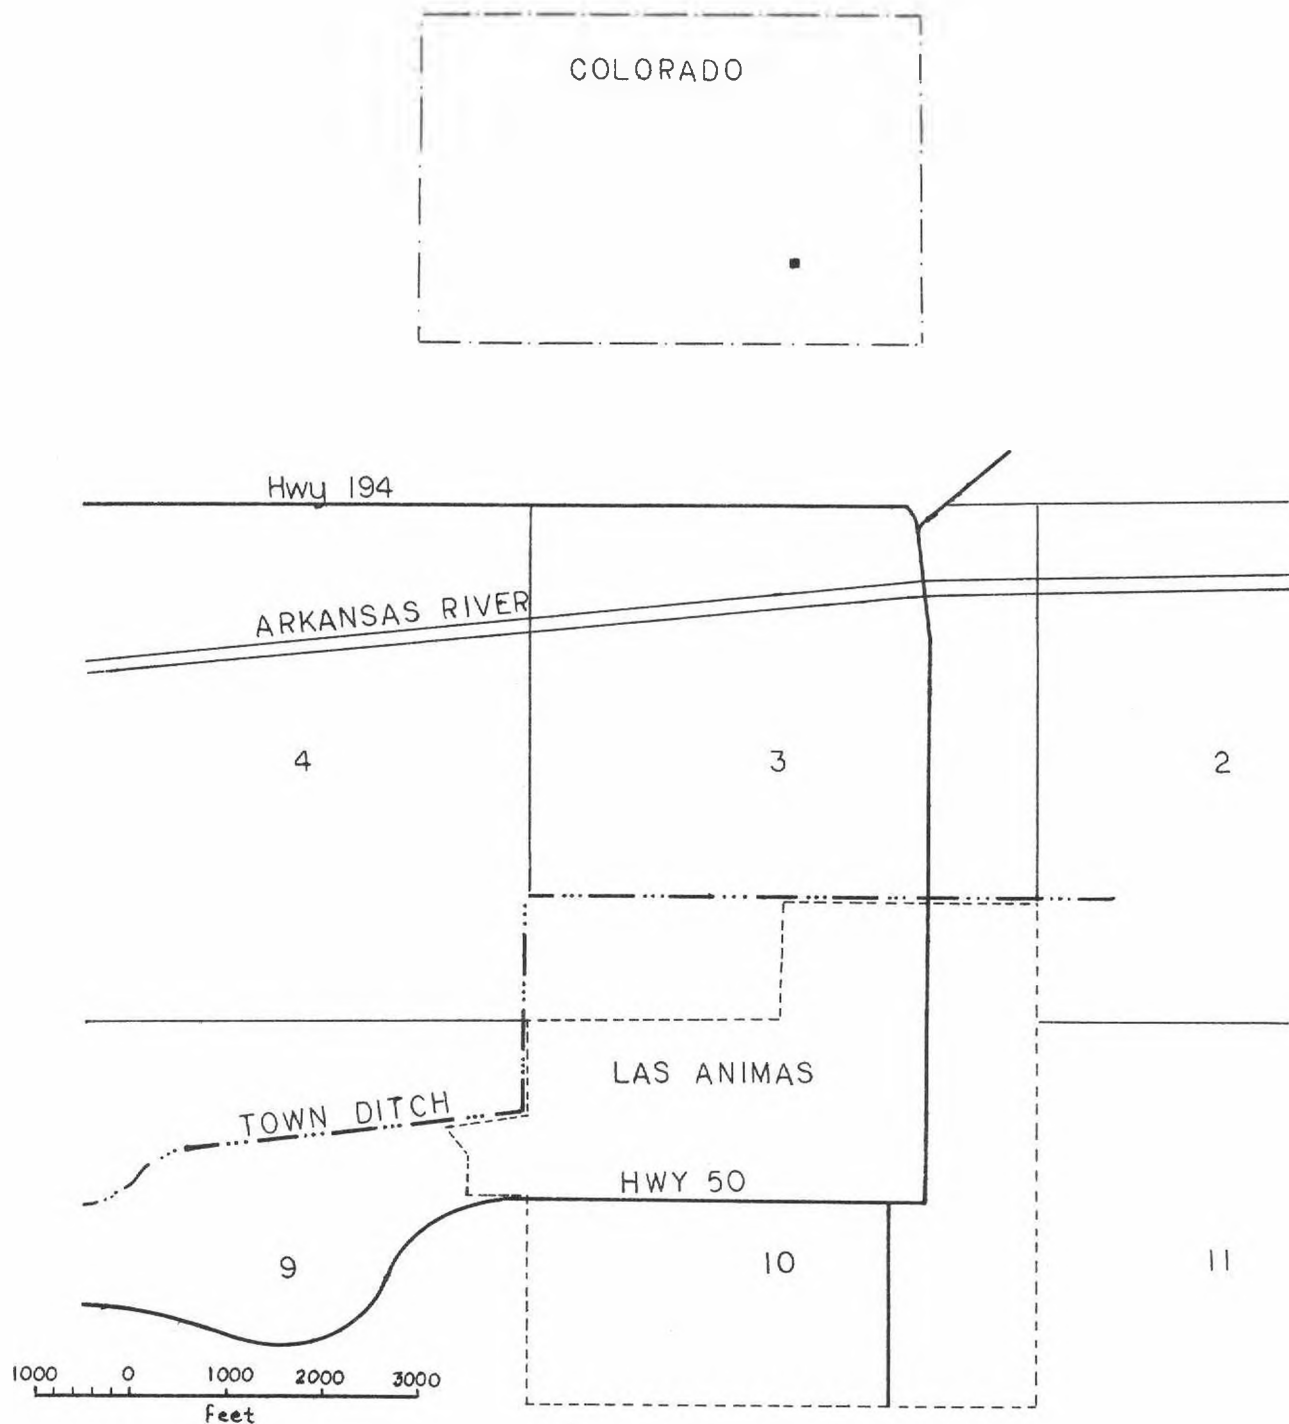 COLORADO
Hwy 194
ARKANSAS RIVER
4
3
2
LAS ANIMAS
TOWN DITCH
HWY 50
9
10
11
1000 0 1000 2000 3000
feet